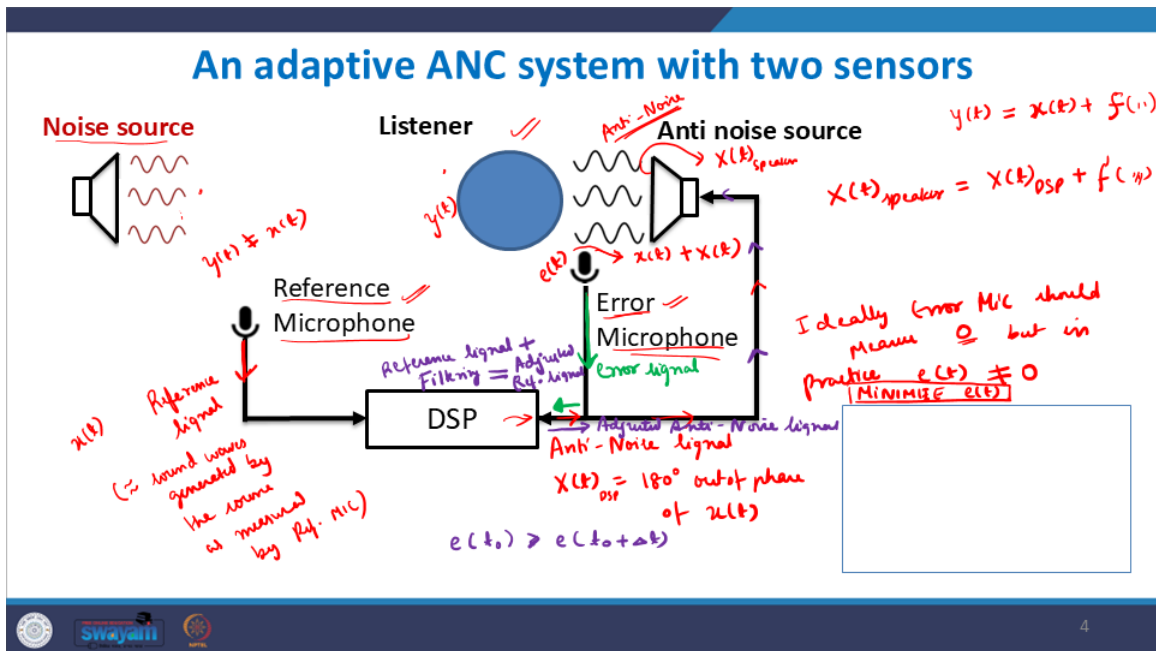 An adaptive ANC system with two sensors
Noise source
Listener
Anti-Noise
Anti noise source
y(t) = x(t) + f(..)
X(t)speaker
X(t)speaker = X(t)DSP + f'(..)
y(t)
y(t) ≠ x(t)
e(t)
x(t) + X(t)
Reference
Microphone
Error
Microphone
error signal
Ideally Error Mic should
measure 0 but in
practice e(t) ≠ 0
MINIMIZE e(t)
Reference signal +
Filtering = Adjusted
Ref. signal
DSP
Adjusted Anti-Noise signal
Anti-Noise signal
X(t)DSP = 180° out of phase
of x(t)
x(t) Reference
signal
(≈ sound waves
generated by
the source
as measured
by Ref. MIC)
e(t₀) > e(t₀+Δt)
swayam
NPTEL
4